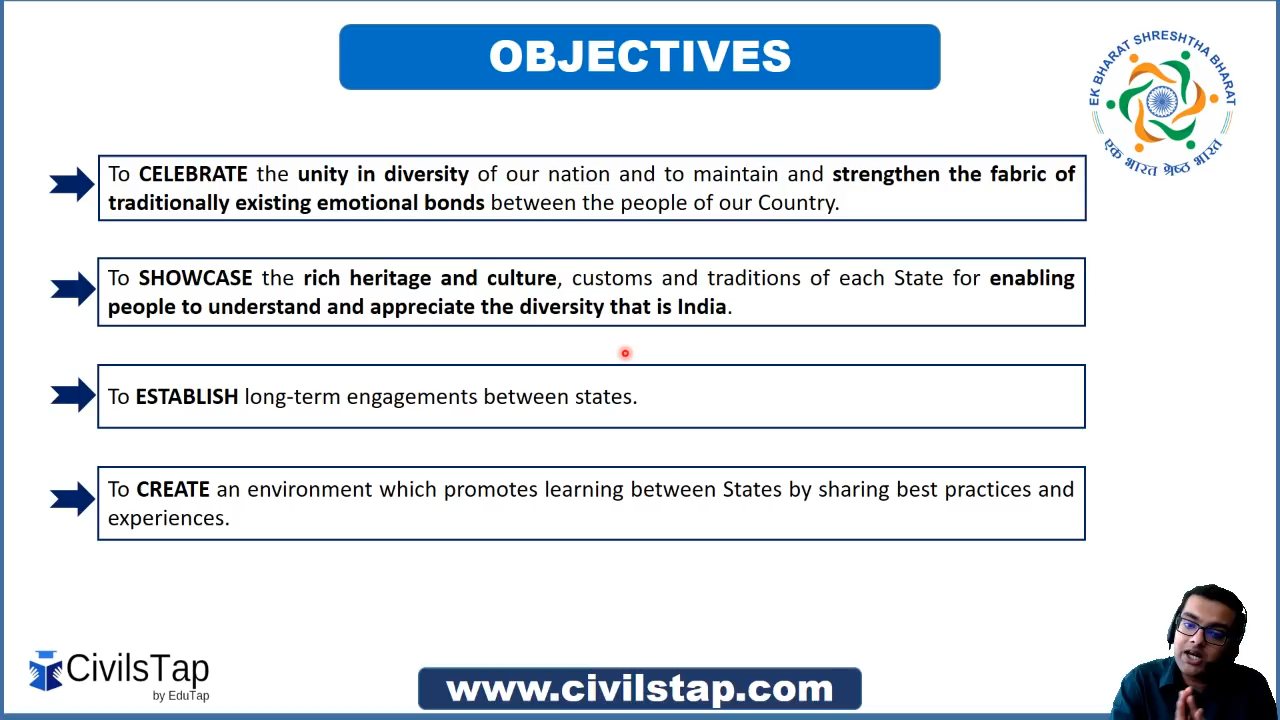 OBJECTIVES
EK BHARAT SHRESHTHA BHARAT
एक भारत श्रेष्ठ भारत
To CELEBRATE the unity in diversity of our nation and to maintain and strengthen the fabric of
traditionally existing emotional bonds between the people of our Country.
To SHOWCASE the rich heritage and culture, customs and traditions of each State for enabling
people to understand and appreciate the diversity that is India.
To ESTABLISH long-term engagements between states.
To CREATE an environment which promotes learning between States by sharing best practices and
experiences.
CivilsTap
by EduTap
www.civilstap.com